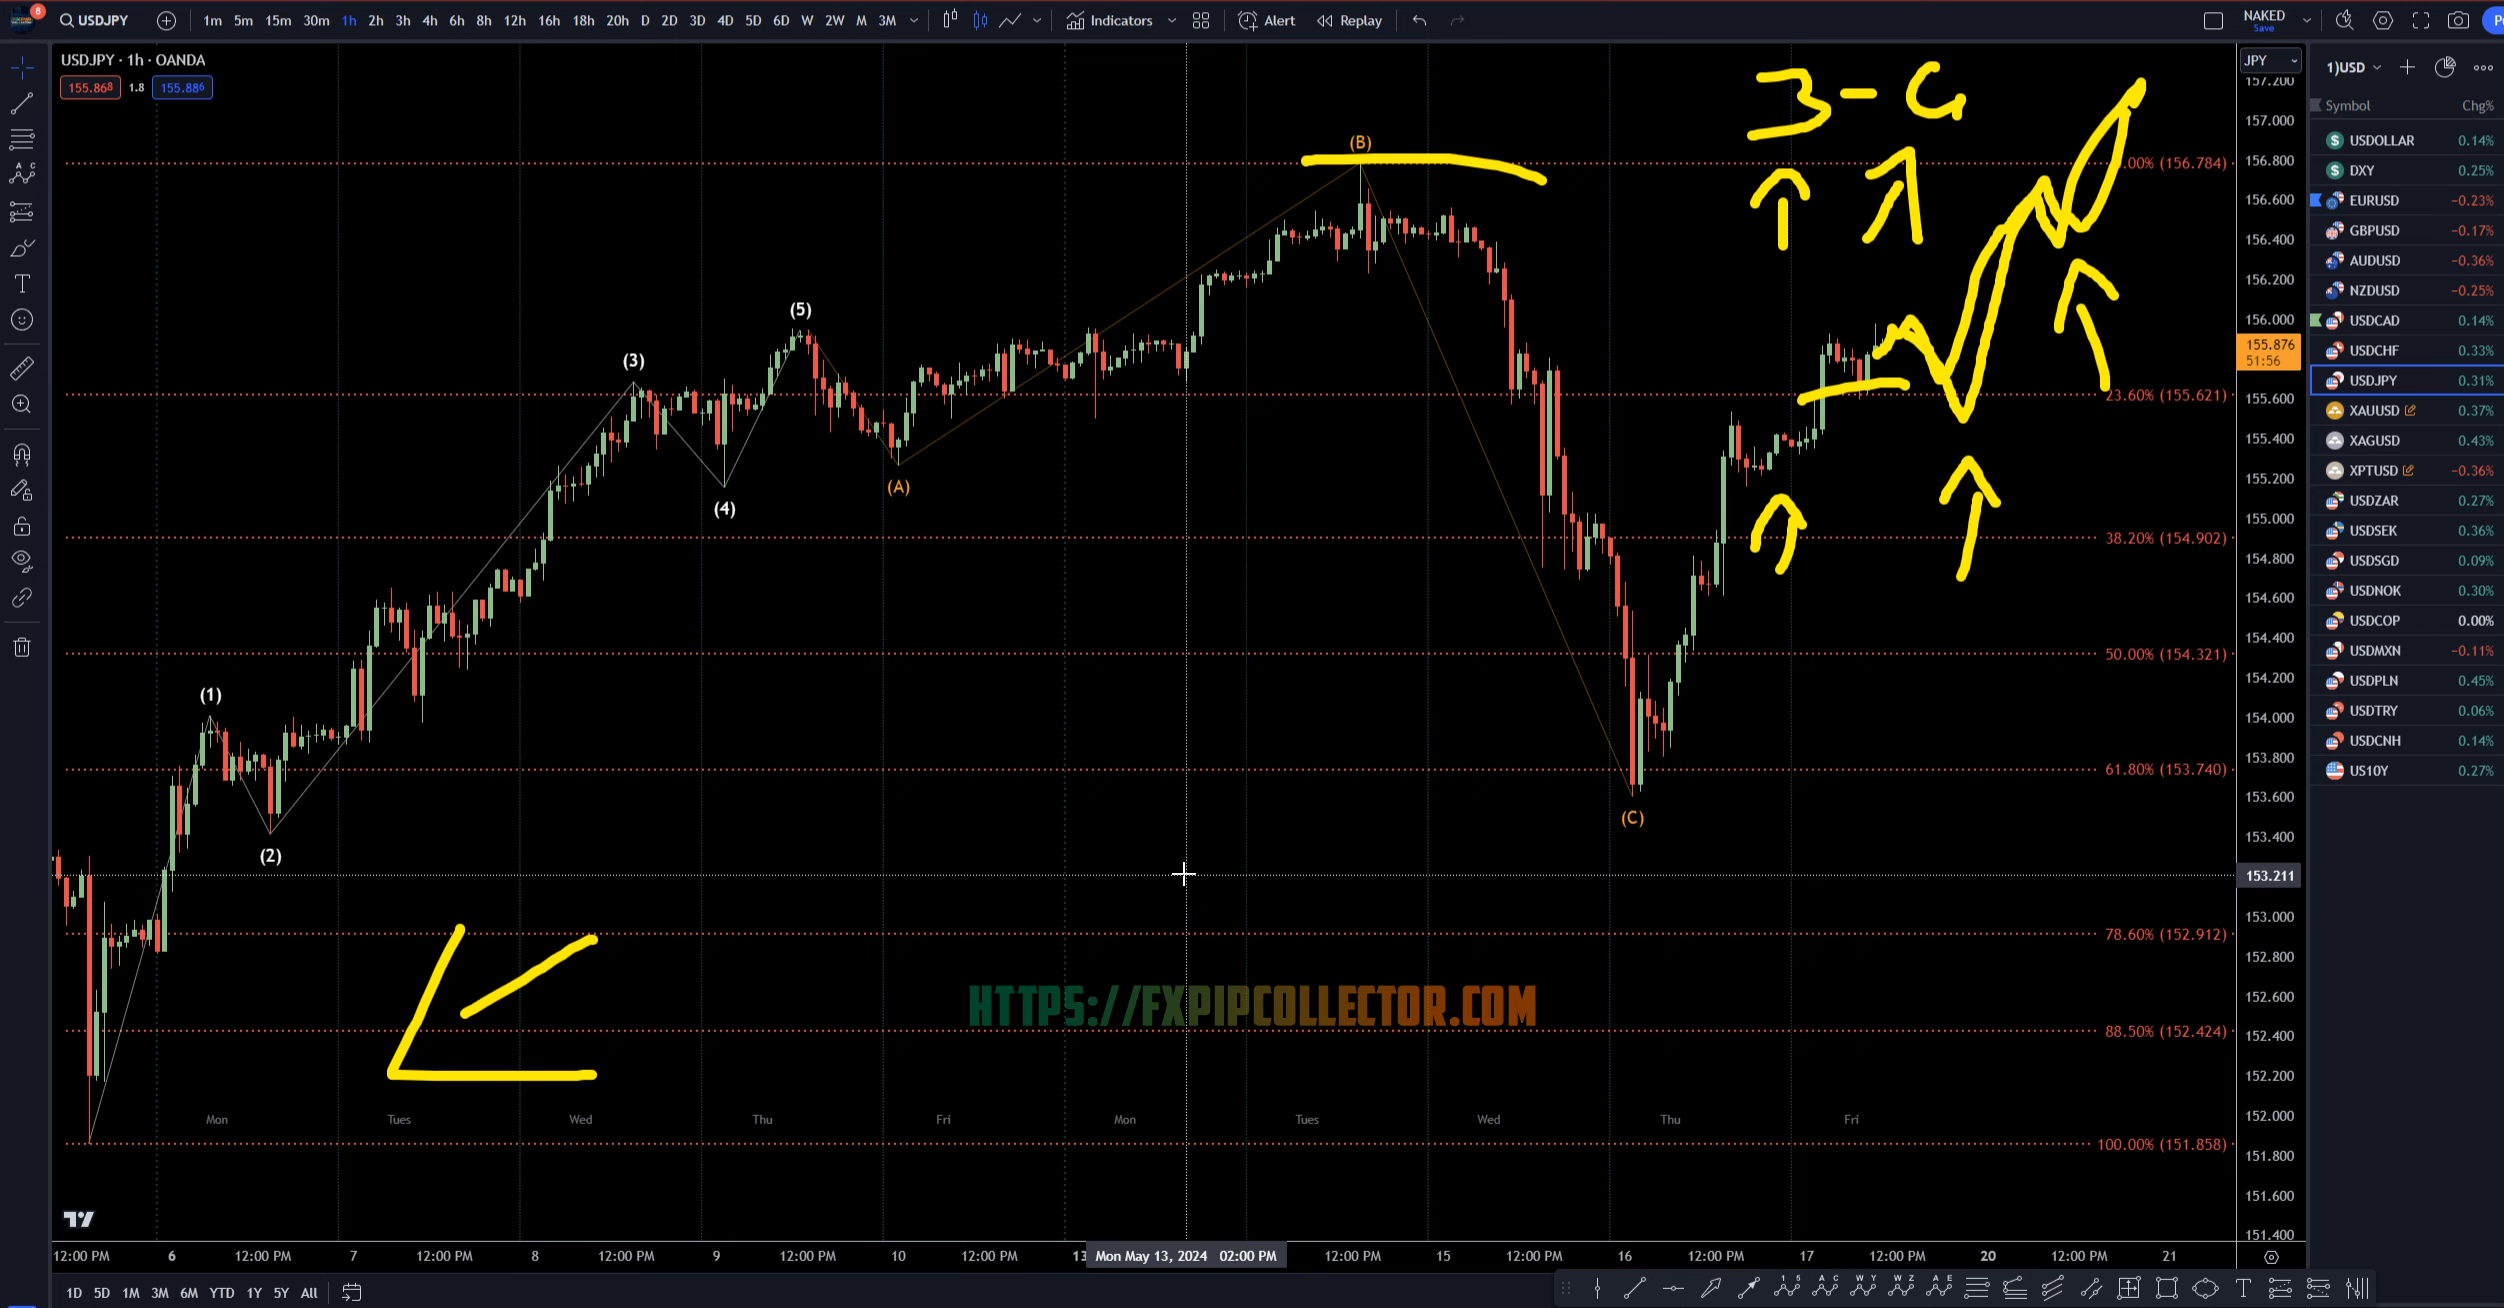 8
USDJPY 1m 5m 15m 30m 1h 2h 3h 4h 6h 8h 12h 16h 18h 20h D 2D 3D 4D 5D 6D W 2W M 3M Indicators Alert Replay NAKED
Save
USDJPY · 1h · OANDA
155.868 1.8 155.886
JPY
1)USD
Symbol Chg%
USDOLLAR 0.14%
DXY 0.25%
EURUSD −0.23%
GBPUSD −0.17%
AUDUSD −0.36%
NZDUSD −0.25%
USDCAD 0.14%
USDCHF 0.33%
USDJPY 0.31%
XAUUSD 0.37%
XAGUSD 0.43%
XPTUSD −0.36%
USDZAR 0.27%
USDSEK 0.36%
USDSGD 0.09%
USDNOK 0.30%
USDCOP 0.00%
USDMXN −0.11%
USDPLN 0.45%
USDTRY 0.06%
USDCNH 0.14%
US10Y 0.27%
157.200
157.000
156.800
156.600
156.400
156.200
156.000
155.876
51:56
155.600
155.400
155.200
155.000
154.800
154.600
154.400
154.200
154.000
153.800
153.600
153.400
153.211
153.000
152.800
152.600
152.400
152.200
152.000
151.800
151.600
151.400
.00% (156.784)
23.60% (155.621)
38.20% (154.902)
50.00% (154.321)
61.80% (153.740)
78.60% (152.912)
88.50% (152.424)
100.00% (151.858)
(1)
(2)
(3)
(4)
(5)
(A)
(B)
(C)
HTTPS://FXPIPCOLLECTOR.COM
Mon Tues Wed Thu Fri Mon Tues Wed Thu Fri
12:00 PM 6 12:00 PM 7 12:00 PM 8 12:00 PM 9 12:00 PM 10 12:00 PM 13 Mon May 13, 2024 02:00 PM 12:00 PM 15 12:00 PM 16 12:00 PM 17 12:00 PM 20 12:00 PM 21
1D 5D 1M 3M 6M YTD 1Y 5Y All